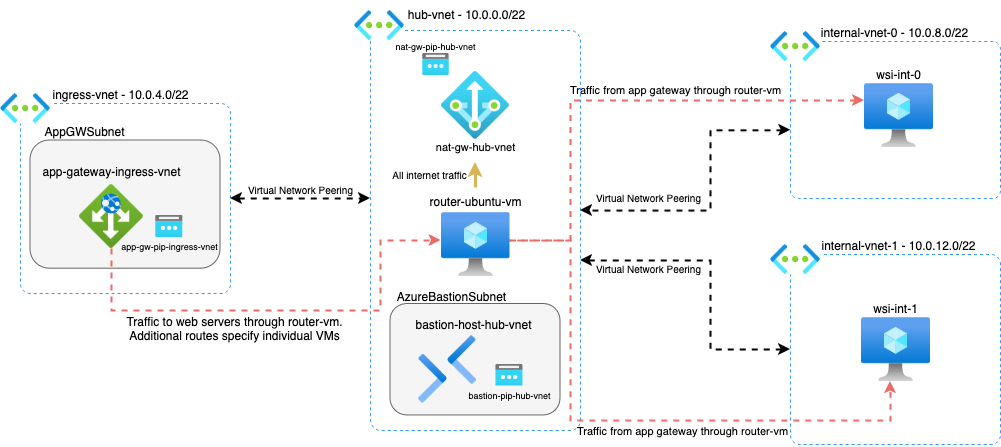 hub-vnet - 10.0.0.0/22
nat-gw-pip-hub-vnet
nat-gw-hub-vnet
All internet traffic
router-ubuntu-vm
ingress-vnet - 10.0.4.0/22
AppGWSubnet
app-gateway-ingress-vnet
app-gw-pip-ingress-vnet
Virtual Network Peering
Traffic to web servers through router-vm.
Additional routes specify individual VMs
AzureBastionSubnet
bastion-host-hub-vnet
bastion-pip-hub-vnet
internal-vnet-0 - 10.0.8.0/22
wsi-int-0
Traffic from app gateway through router-vm
Virtual Network Peering
internal-vnet-1 - 10.0.12.0/22
Virtual Network Peering
wsi-int-1
Traffic from app gateway through router-vm